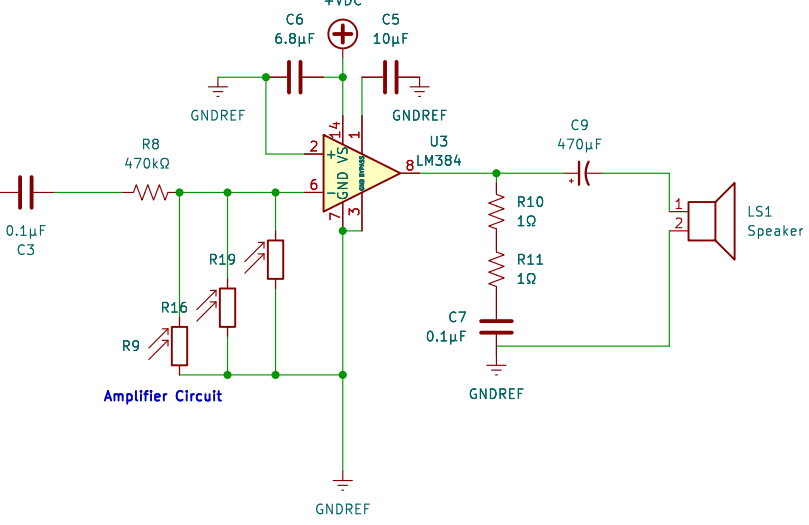 +VDC
C6
6.8µF
C5
10µF
GNDREF
GNDREF
14
1
U3
LM384
2
+
VS
GND BYPASS
8
C9
470µF
R8
470kΩ
6
−
GND
7
3
0.1µF
C3
R10
1Ω
1
2
LS1
Speaker
R19
R11
1Ω
R16
R9
C7
0.1µF
+
Amplifier Circuit
GNDREF
GNDREF